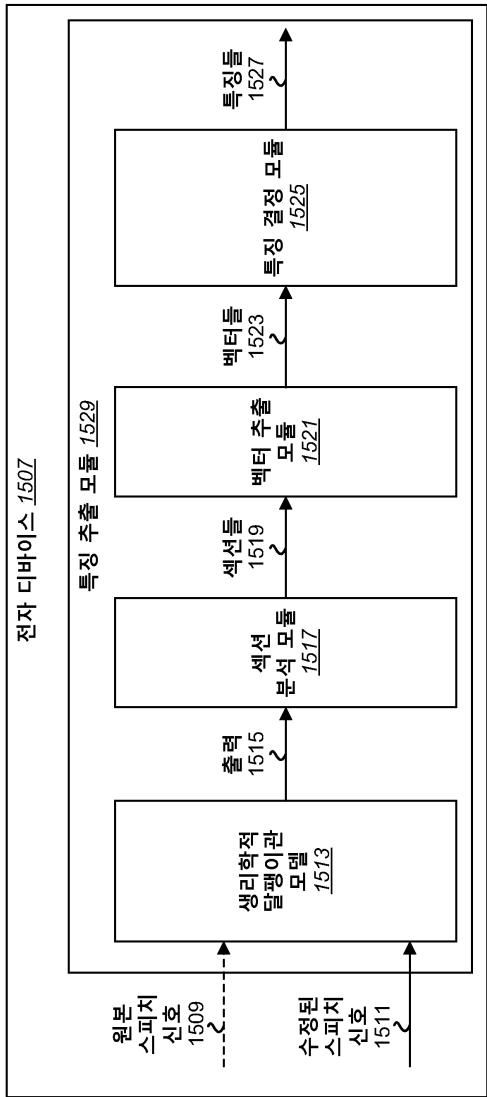 전자 디바이스 1507
특징 추출 모듈 1529
원본
스피치
신호
1509
수정된
스피치
신호
1511
생리학적
달팽이관
모델
1513
출력
1515
섹션
분석 모듈
1517
섹션들
1519
벡터 추출
모듈
1521
벡터들
1523
특징 결정 모듈
1525
특징들
1527